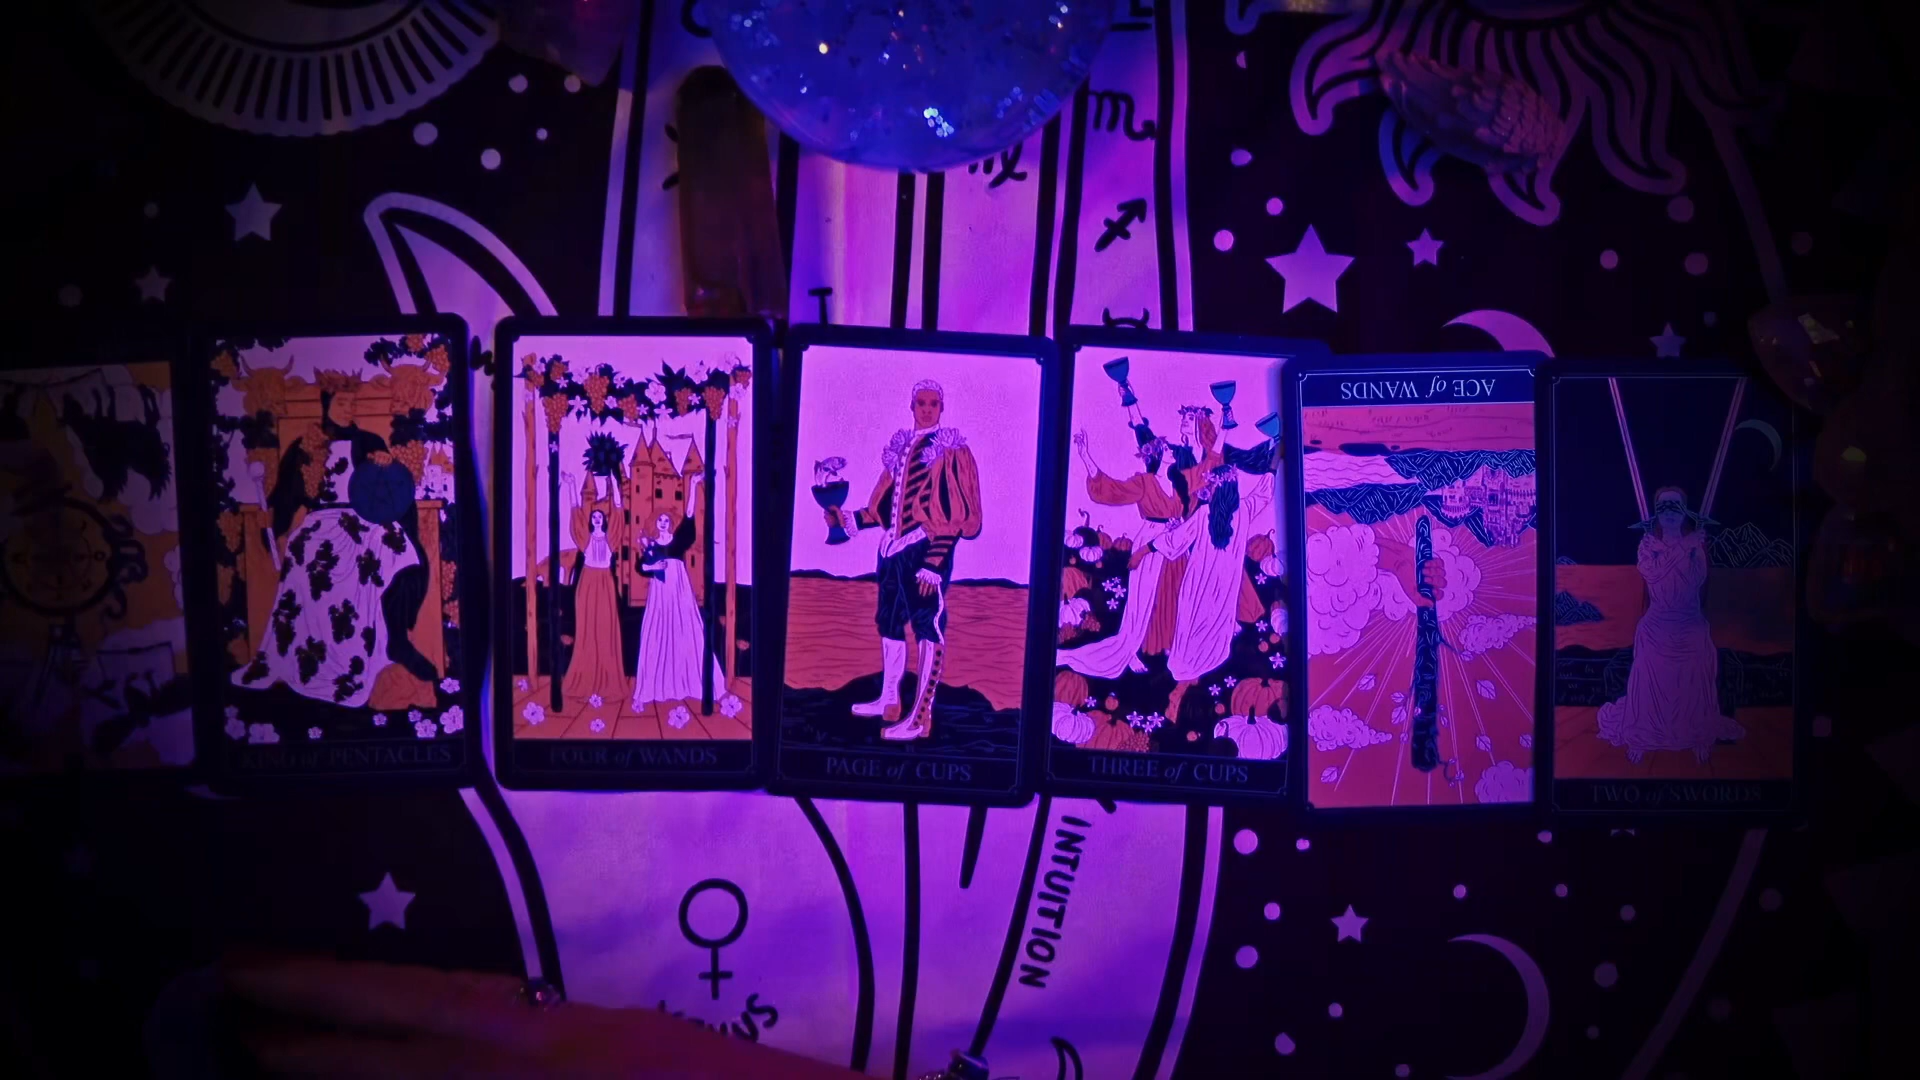 ACE of WANDS
KING of PENTACLES
FOUR of WANDS
PAGE of CUPS
THREE of CUPS
TWO of SWORDS
INTUITION